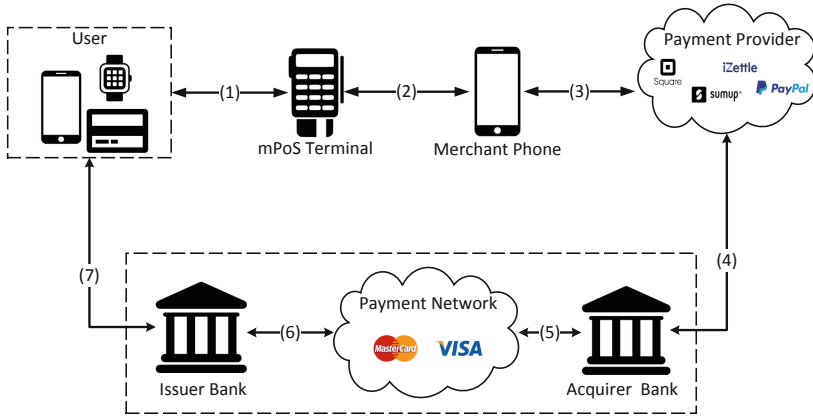 User
Payment Provider
Square
iZettle
sumup®
PayPal
(1)
(2)
(3)
mPoS Terminal
Merchant Phone
(7)
(4)
Payment Network
(6)
MasterCard
VISA
(5)
Issuer Bank
Acquirer Bank